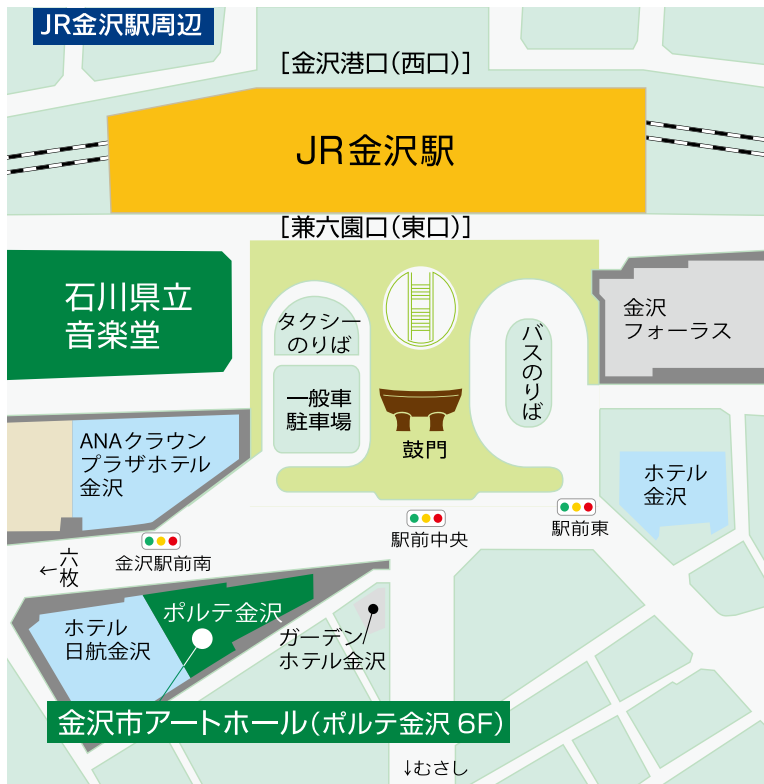 JR金沢駅周辺
［金沢港口（西口）］
JR金沢駅
［兼六園口（東口）］
石川県立
音楽堂
タクシー
のりば
バスのりば
金沢
フォーラス
一般車
駐車場
鼓門
ANAクラウン
プラザホテル
金沢
ホテル
金沢
金沢駅前南
駅前中央
駅前東
←六枚
ポルテ金沢
ホテル
日航金沢
ガーデン
ホテル金沢
金沢市アートホール（ポルテ金沢 6F）
↓むさし